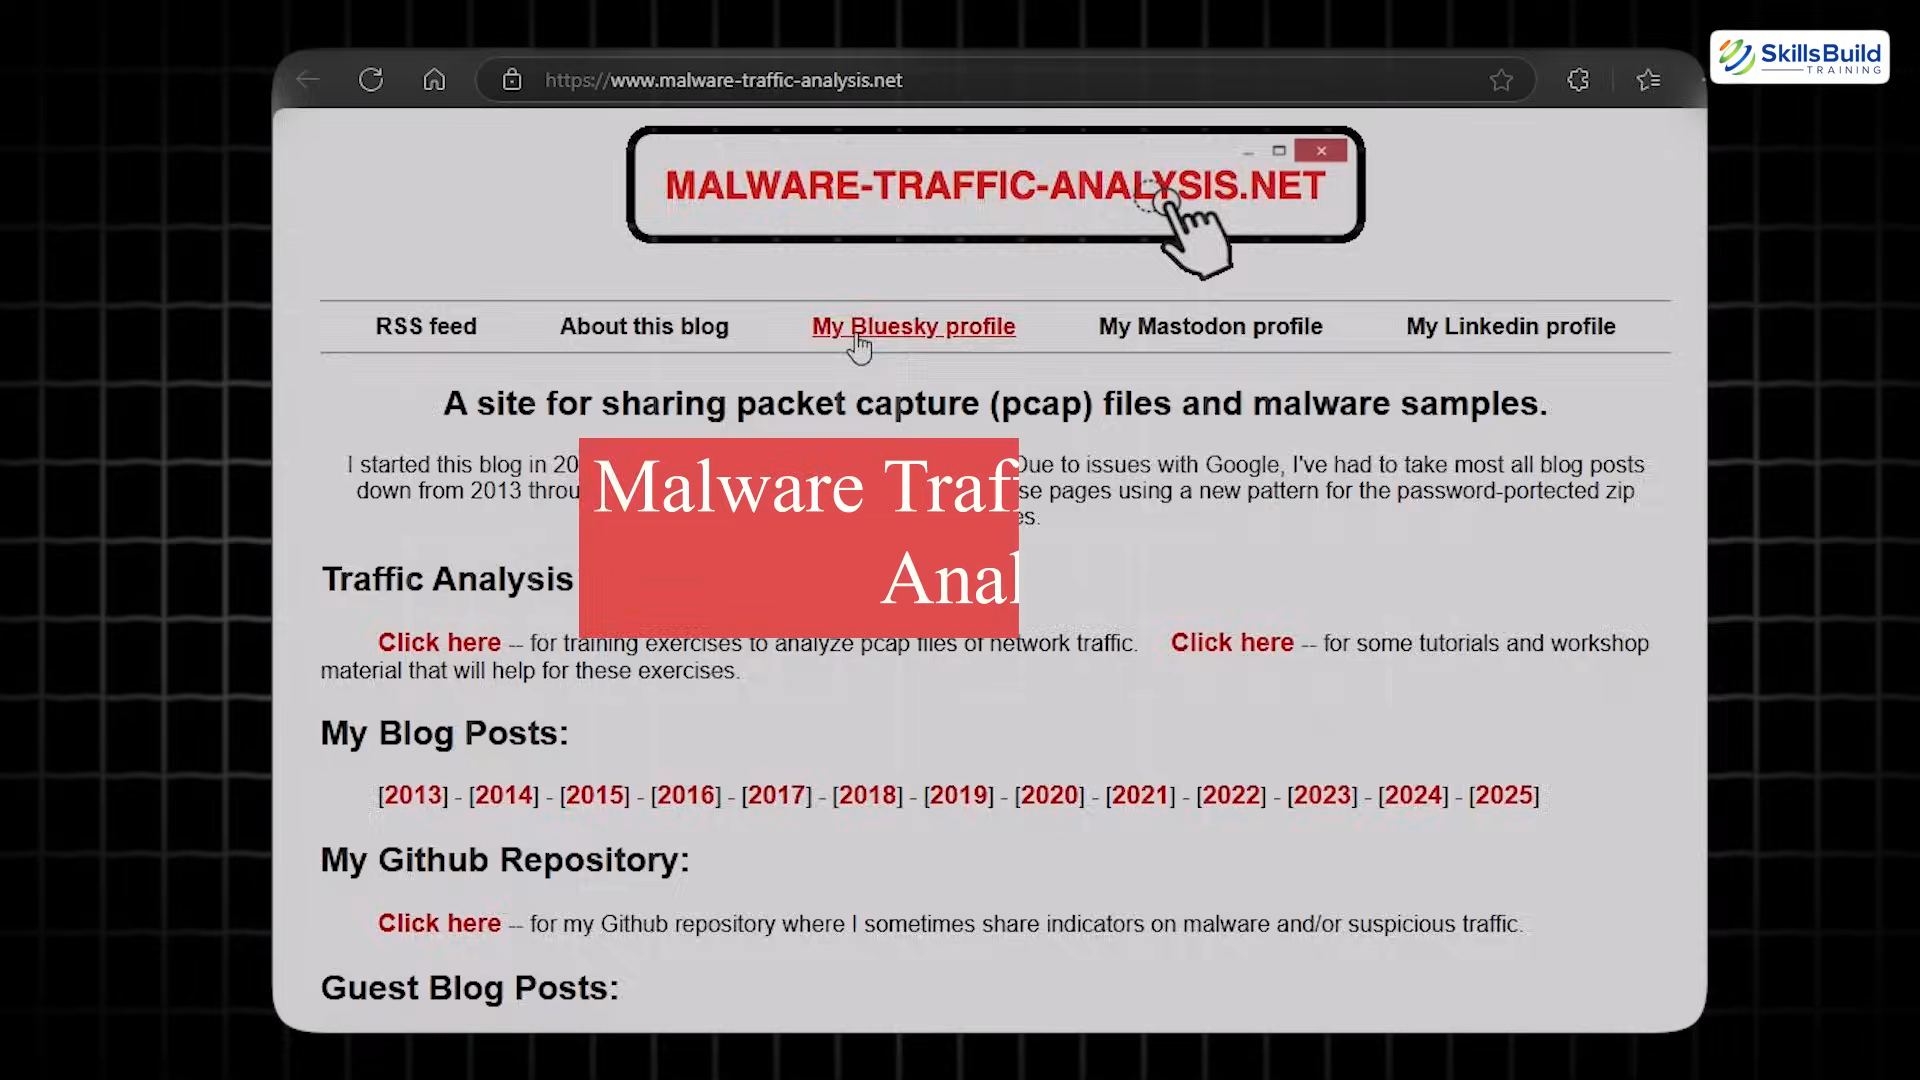 SkillsBuild
TRAINING
https://www.malware-traffic-analysis.net
MALWARE-TRAFFIC-ANALYSIS.NET
RSS feed About this blog My Bluesky profile My Mastodon profile My Linkedin profile
A site for sharing packet capture (pcap) files and malware samples.
I started this blog in 20 Due to issues with Google, I've had to take most all blog posts
down from 2013 throu se pages using a new pattern for the password-portected zip
es.
Malware Traf
Anal
Traffic Analysis
Click here -- for training exercises to analyze pcap files of network traffic. Click here -- for some tutorials and workshop
material that will help for these exercises.
My Blog Posts:
[2013] - [2014] - [2015] - [2016] - [2017] - [2018] - [2019] - [2020] - [2021] - [2022] - [2023] - [2024] - [2025]
My Github Repository:
Click here -- for my Github repository where I sometimes share indicators on malware and/or suspicious traffic.
Guest Blog Posts: